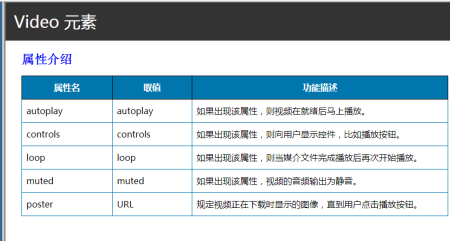 Video 元素
属性介绍
属性名 取值 功能描述
autoplay autoplay 如果出现该属性，则视频在就绪后马上播放。
controls controls 如果出现该属性，则向用户显示控件，比如播放按钮。
loop loop 如果出现该属性，则当媒介文件完成播放后再次开始播放。
muted muted 如果出现该属性，视频的音频输出为静音。
poster URL 规定视频正在下载时显示的图像，直到用户点击播放按钮。